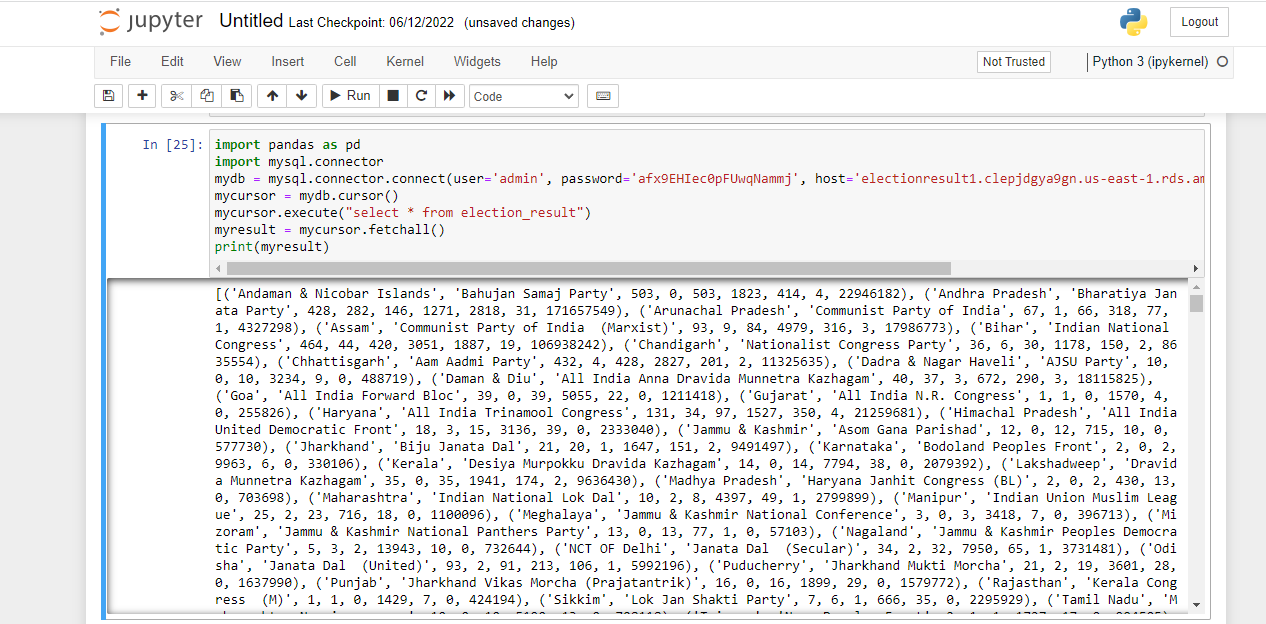 jupyter Untitled Last Checkpoint: 06/12/2022 (unsaved changes)
Logout
File Edit View Insert Cell Kernel Widgets Help
Not Trusted
Python 3 (ipykernel)
Run
Code
In [25]:
import pandas as pd
import mysql.connector
mydb = mysql.connector.connect(user='admin', password='afx9EHIec0pFUwqNammj', host='electionresult1.clepjdgya9gn.us-east-1.rds.am
mycursor = mydb.cursor()
mycursor.execute("select * from election_result")
myresult = mycursor.fetchall()
print(myresult)
[('Andaman & Nicobar Islands', 'Bahujan Samaj Party', 503, 0, 503, 1823, 414, 4, 22946182), ('Andhra Pradesh', 'Bharatiya Jan
ata Party', 428, 282, 146, 1271, 2818, 31, 171657549), ('Arunachal Pradesh', 'Communist Party of India', 67, 1, 66, 318, 77,
1, 4327298), ('Assam', 'Communist Party of India  (Marxist)', 93, 9, 84, 4979, 316, 3, 17986773), ('Bihar', 'Indian National
Congress', 464, 44, 420, 3051, 1887, 19, 106938242), ('Chandigarh', 'Nationalist Congress Party', 36, 6, 30, 1178, 150, 2, 86
35554), ('Chhattisgarh', 'Aam Aadmi Party', 432, 4, 428, 2827, 201, 2, 11325635), ('Dadra & Nagar Haveli', 'AJSU Party', 10,
0, 10, 3234, 9, 0, 488719), ('Daman & Diu', 'All India Anna Dravida Munnetra Kazhagam', 40, 37, 3, 672, 290, 3, 18115825),
('Goa', 'All India Forward Bloc', 39, 0, 39, 5055, 22, 0, 1211418), ('Gujarat', 'All India N.R. Congress', 1, 1, 0, 1570, 4,
0, 255826), ('Haryana', 'All India Trinamool Congress', 131, 34, 97, 1527, 350, 4, 21259681), ('Himachal Pradesh', 'All India
United Democratic Front', 18, 3, 15, 3136, 39, 0, 2333040), ('Jammu & Kashmir', 'Asom Gana Parishad', 12, 0, 12, 715, 10, 0,
577730), ('Jharkhand', 'Biju Janata Dal', 21, 20, 1, 1647, 151, 2, 9491497), ('Karnataka', 'Bodoland Peoples Front', 2, 0, 2,
9963, 6, 0, 330106), ('Kerala', 'Desiya Murpokku Dravida Kazhagam', 14, 0, 14, 7794, 38, 0, 2079392), ('Lakshadweep', 'Dravid
a Munnetra Kazhagam', 35, 0, 35, 1941, 174, 2, 9636430), ('Madhya Pradesh', 'Haryana Janhit Congress (BL)', 2, 0, 2, 430, 13,
0, 703698), ('Maharashtra', 'Indian National Lok Dal', 10, 2, 8, 4397, 49, 1, 2799899), ('Manipur', 'Indian Union Muslim Leag
ue', 25, 2, 23, 716, 18, 0, 1100096), ('Meghalaya', 'Jammu & Kashmir National Conference', 3, 0, 3, 3418, 7, 0, 396713), ('Mi
zoram', 'Jammu & Kashmir National Panthers Party', 13, 0, 13, 77, 1, 0, 57103), ('Nagaland', 'Jammu & Kashmir Peoples Democra
tic Party', 5, 3, 2, 13943, 10, 0, 732644), ('NCT OF Delhi', 'Janata Dal  (Secular)', 34, 2, 32, 7950, 65, 1, 3731481), ('Odi
sha', 'Janata Dal  (United)', 93, 2, 91, 213, 106, 1, 5992196), ('Puducherry', 'Jharkhand Mukti Morcha', 21, 2, 19, 3601, 28,
0, 1637990), ('Punjab', 'Jharkhand Vikas Morcha (Prajatantrik)', 16, 0, 16, 1899, 29, 0, 1579772), ('Rajasthan', 'Kerala Cong
ress  (M)', 1, 1, 0, 1429, 7, 0, 424194), ('Sikkim', 'Lok Jan Shakti Party', 7, 6, 1, 666, 35, 0, 2295929), ('Tamil Nadu', 'M